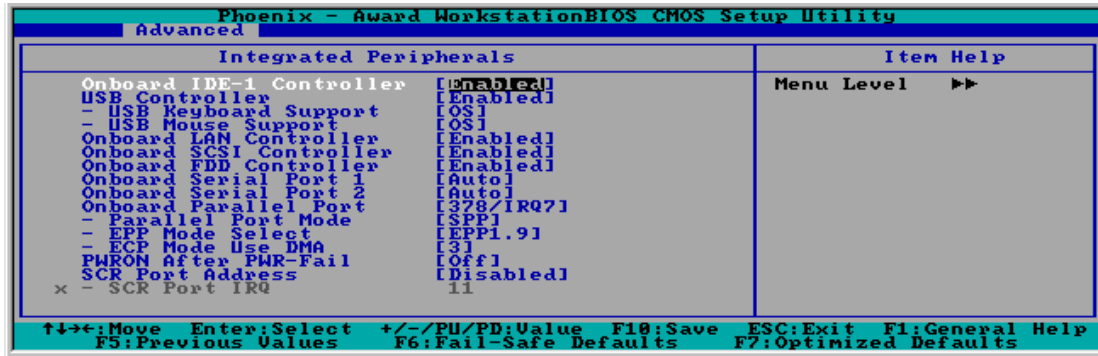 Phoenix - Award WorkstationBIOS CMOS Setup Utility
Advanced
Integrated Peripherals
Item Help
Onboard IDE-1 Controller [Enabled]
Menu Level ▶▶
USB Controller [Enabled]
- USB Keyboard Support [OS]
- USB Mouse Support [OS]
Onboard LAN Controller [Enabled]
Onboard SCSI Controller [Enabled]
Onboard FDD Controller [Enabled]
Onboard Serial Port 1 [Auto]
Onboard Serial Port 2 [Auto]
Onboard Parallel Port [378/IRQ7]
- Parallel Port Mode [SPP]
- EPP Mode Select [EPP1.9]
- ECP Mode Use DMA [3]
PWRON After PWR-Fail [Off]
SCR Port Address [Disabled]
x - SCR Port IRQ 11
↑↓→←:Move Enter:Select +/-/PU/PD:Value F10:Save ESC:Exit F1:General Help
F5:Previous Values F6:Fail-Safe Defaults F7:Optimized Defaults